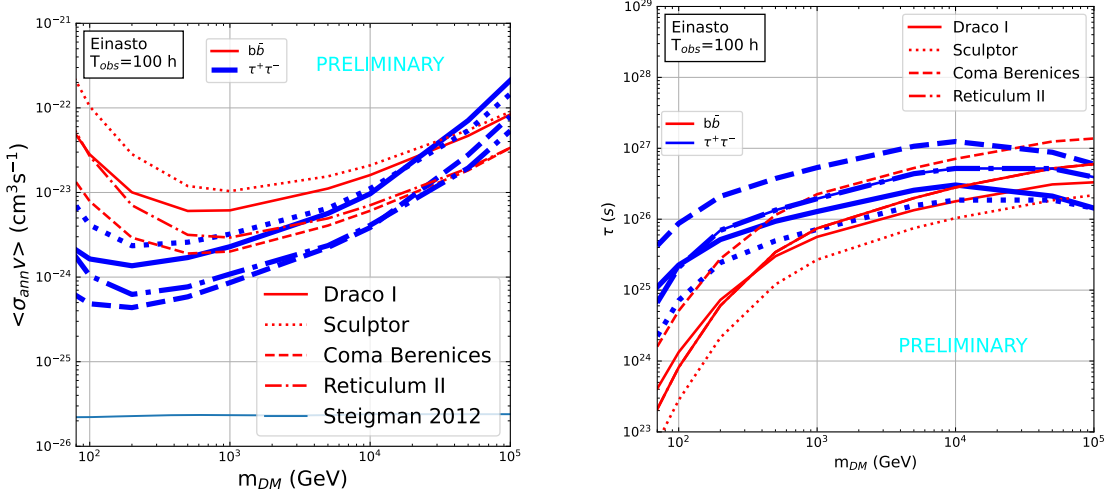 Einasto
T_obs=100 h
bb̄
τ⁺τ⁻
PRELIMINARY
10⁻²¹
10⁻²²
10⁻²³
10⁻²⁴
10⁻²⁵
10⁻²⁶
<σ_ann v> (cm³s⁻¹)
Draco I
Sculptor
Coma Berenices
Reticulum II
Steigman 2012
10² 10³ 10⁴ 10⁵
m_DM (GeV)
Einasto
T_obs=100 h
Draco I
Sculptor
Coma Berenices
Reticulum II
bb̄
τ⁺τ⁻
10²⁹
10²⁸
10²⁷
10²⁶
10²⁵
10²⁴
10²³
τ (s)
PRELIMINARY
10² 10³ 10⁴ 10⁵
m_DM (GeV)